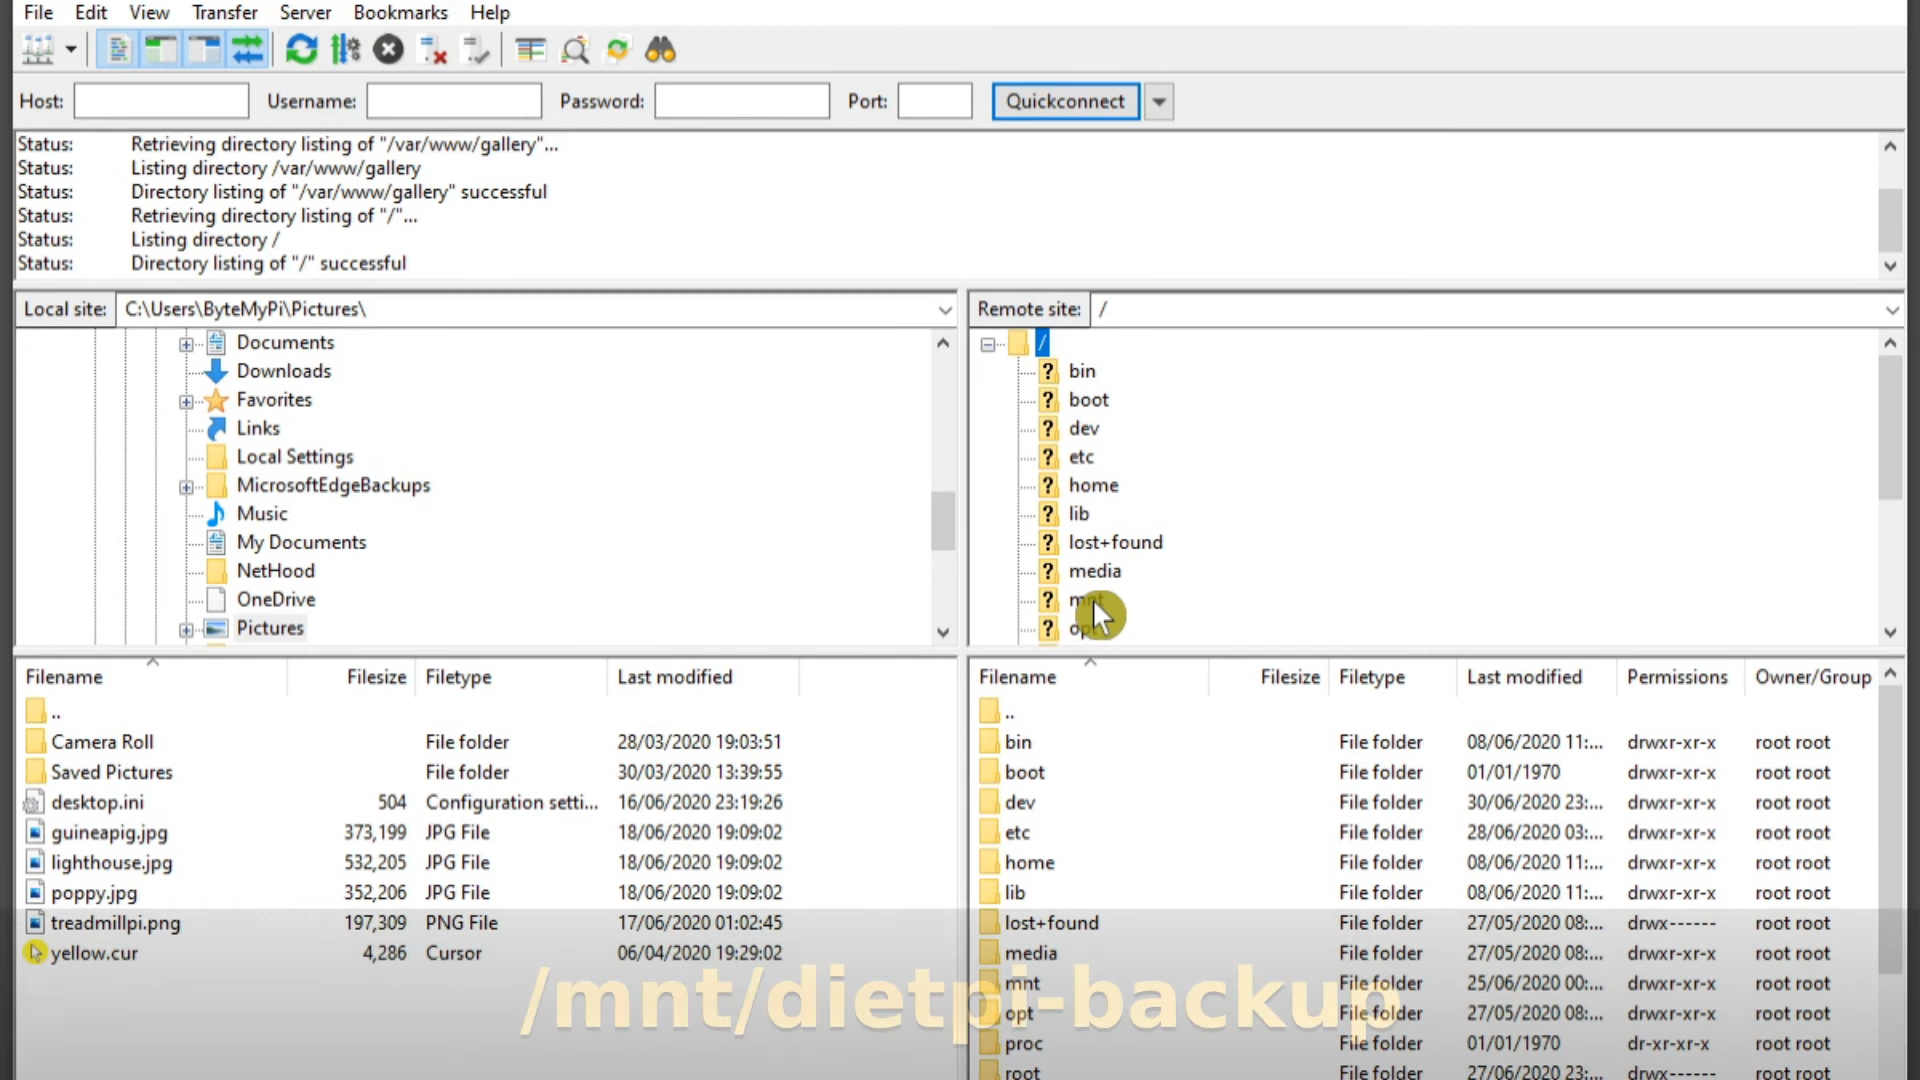 File Edit View Transfer Server Bookmarks Help
Host: Username: Password: Port: Quickconnect
Status: Retrieving directory listing of "/var/www/gallery"...
Status: Listing directory /var/www/gallery
Status: Directory listing of "/var/www/gallery" successful
Status: Retrieving directory listing of "/"...
Status: Listing directory /
Status: Directory listing of "/" successful
Local site: C:\Users\ByteMyPi\Pictures\
Documents
Downloads
Favorites
Links
Local Settings
MicrosoftEdgeBackups
Music
My Documents
NetHood
OneDrive
Pictures
Remote site: /
/
bin
boot
dev
etc
home
lib
lost+found
media
mnt
opt
Filename Filesize Filetype Last modified
..
Camera Roll File folder 28/03/2020 19:03:51
Saved Pictures File folder 30/03/2020 13:39:55
desktop.ini 504 Configuration setti... 16/06/2020 23:19:26
guineapig.jpg 373,199 JPG File 18/06/2020 19:09:02
lighthouse.jpg 532,205 JPG File 18/06/2020 19:09:02
poppy.jpg 352,206 JPG File 18/06/2020 19:09:02
treadmillpi.png 197,309 PNG File 17/06/2020 01:02:45
yellow.cur 4,286 Cursor 06/04/2020 19:29:02
Filename Filesize Filetype Last modified Permissions Owner/Group
..
bin File folder 08/06/2020 11:... drwxr-xr-x root root
boot File folder 01/01/1970 drwxr-xr-x root root
dev File folder 30/06/2020 23:... drwxr-xr-x root root
etc File folder 28/06/2020 03:... drwxr-xr-x root root
home File folder 08/06/2020 11:... drwxr-xr-x root root
lib File folder 08/06/2020 11:... drwxr-xr-x root root
lost+found File folder 27/05/2020 08:... drwx------ root root
media File folder 27/05/2020 08:... drwxr-xr-x root root
mnt File folder 25/06/2020 00:... drwxr-xr-x root root
opt File folder 27/05/2020 08:... drwxr-xr-x root root
proc File folder 01/01/1970 dr-xr-xr-x root root
root File folder 27/06/2020 23:... drwx------ root root
/mnt/dietpi-backup